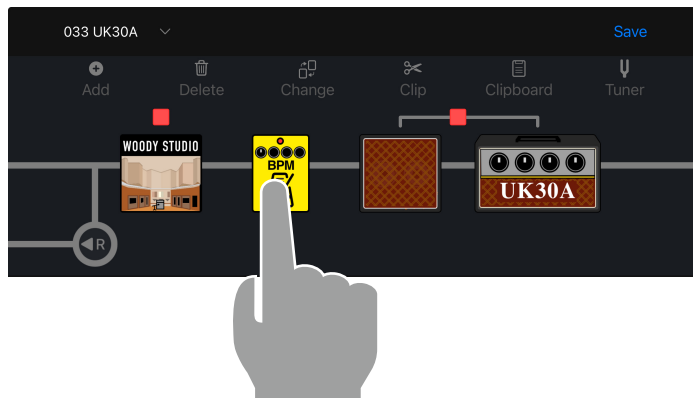 033 UK30A
Save
Add
Delete
Change
Clip
Clipboard
Tuner
WOODY STUDIO
BPM
UK30A
R